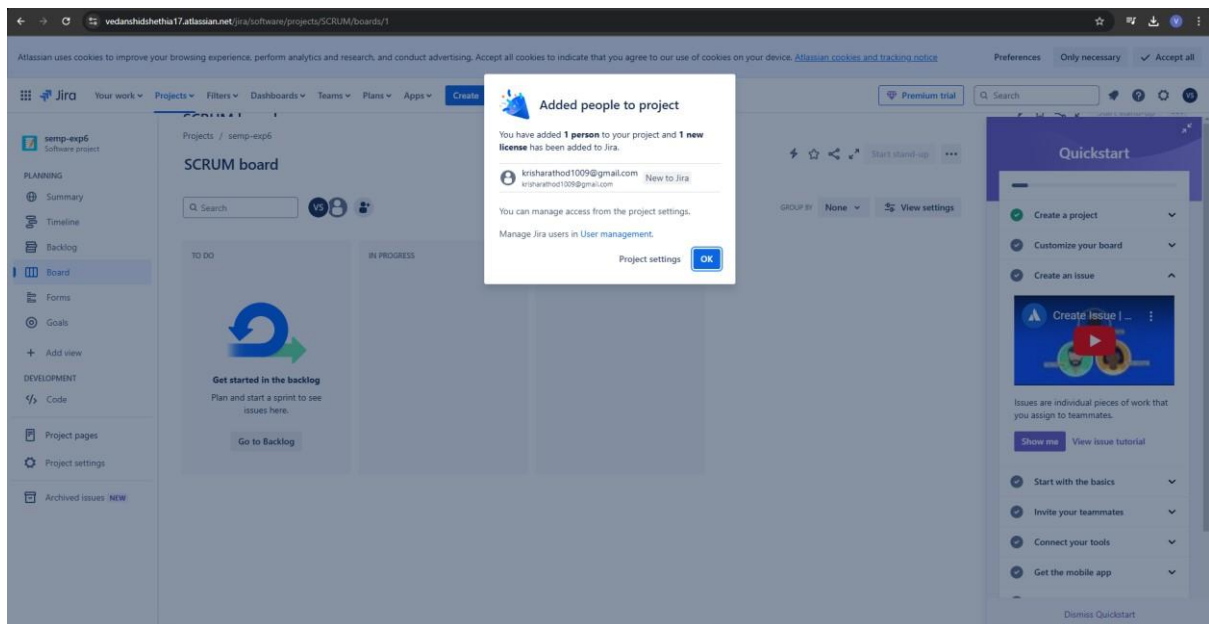 vedanshidshethia17.atlassian.net/jira/software/projects/SCRUM/boards/1
Atlassian uses cookies to improve your browsing experience, perform analytics and research, and conduct advertising. Accept all cookies to indicate that you agree to our use of cookies on your device. Atlassian cookies and tracking notice
Preferences
Only necessary
Accept all
Jira
Your work
Projects
Filters
Dashboards
Teams
Plans
Apps
Create
Premium trial
Search
VS
semp-exp6
Software project
PLANNING
Summary
Timeline
Backlog
Board
Forms
Goals
Add view
DEVELOPMENT
Code
Project pages
Project settings
Archived issues NEW
Projects / semp-exp6
SCRUM board
Search
VS
Start stand-up
GROUP BY None
View settings
TO DO
IN PROGRESS
Get started in the backlog
Plan and start a sprint to see
issues here.
Go to Backlog
Added people to project
You have added 1 person to your project and 1 new
license has been added to Jira.
krisharathod1009@gmail.com
krisharathod1009@gmail.com
New to Jira
You can manage access from the project settings.
Manage Jira users in User management.
Project settings
OK
Quickstart
Create a project
Customize your board
Create an issue
Create Issue | ...
Issues are individual pieces of work that
you assign to teammates.
Show me
View issue tutorial
Start with the basics
Invite your teammates
Connect your tools
Get the mobile app
Dismiss Quickstart